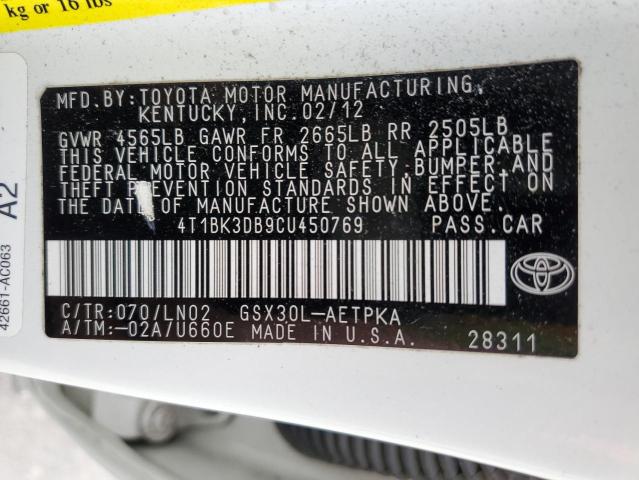 kg or 16 lbs
A2
42661-AC063
MFD. BY: TOYOTA MOTOR MANUFACTURING,
KENTUCKY, INC. 02/12
GVWR 4565LB GAWR FR 2665LB RR 2505LB
THIS VEHICLE CONFORMS TO ALL APPLICABLE
FEDERAL MOTOR VEHICLE SAFETY, BUMPER, AND
THEFT PREVENTION STANDARDS IN EFFECT ON
THE DATE OF MANUFACTURE SHOWN ABOVE.
4T1BK3DB9CU450769 PASS. CAR
C/TR: 070/LN02 GSX30L-AETPKA
A/TM: -02A/U660E MADE IN U.S.A.
28311